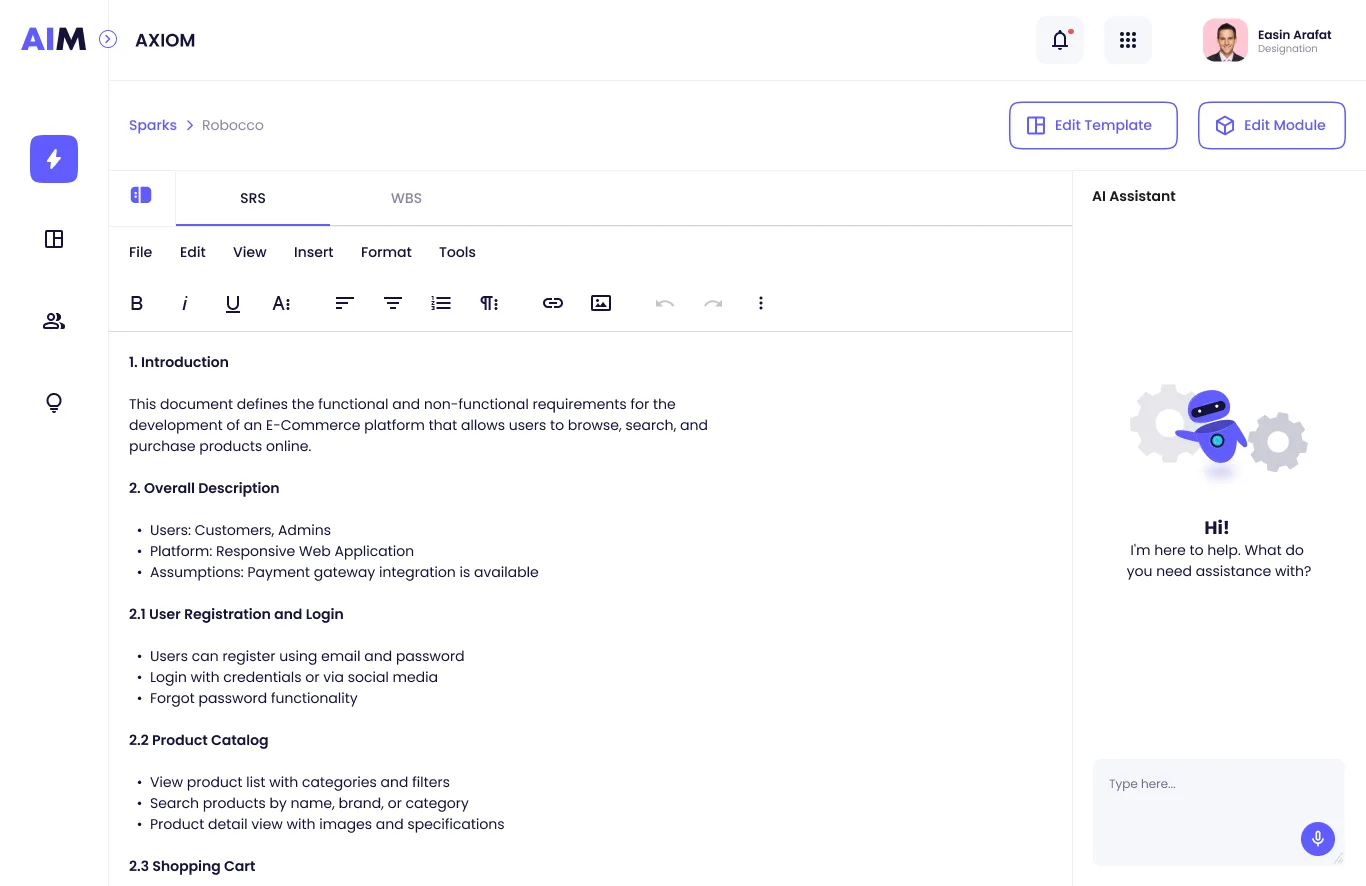 AIM
AXIOM
Easin Arafat
Designation
Sparks > Robocco
Edit Template
Edit Module
SRS
WBS
AI Assistant
File Edit View Insert Format Tools
B i U A
1. Introduction
This document defines the functional and non-functional requirements for the
development of an E-Commerce platform that allows users to browse, search, and
purchase products online.
2. Overall Description
• Users: Customers, Admins
• Platform: Responsive Web Application
• Assumptions: Payment gateway integration is available
2.1 User Registration and Login
• Users can register using email and password
• Login with credentials or via social media
• Forgot password functionality
2.2 Product Catalog
• View product list with categories and filters
• Search products by name, brand, or category
• Product detail view with images and specifications
2.3 Shopping Cart
Hi!
I'm here to help. What do
you need assistance with?
Type here...